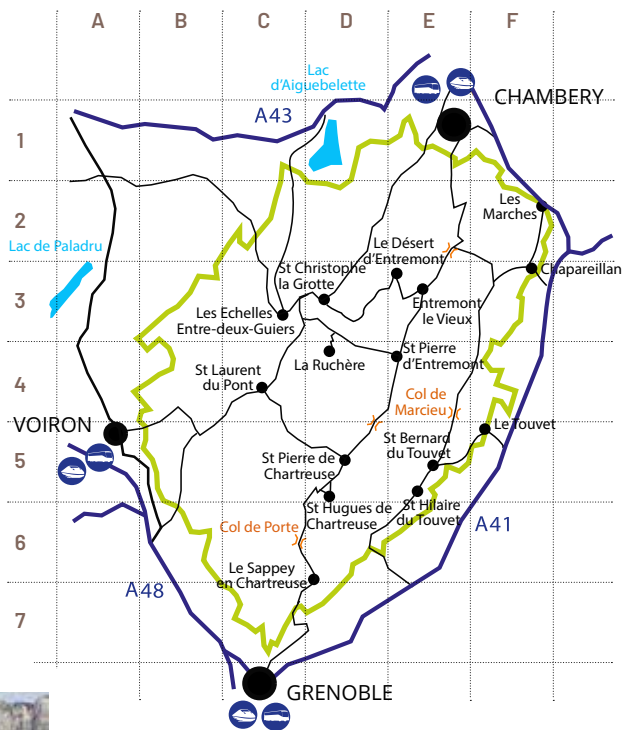 A B C D E F
Lac
d'Aiguebelette
CHAMBERY
A43
1
Les
Marches
2
Lac de Paladru
Le Désert
d'Entremont
St Christophe
la Grotte
Chapareillan
3
Entremont
le Vieux
Les Echelles
Entre-deux-Guiers
St Pierre
d'Entremont
La Ruchère
St Laurent
du Pont
4
Col de
Marcieu
VOIRON
Le Touvet
St Bernard
du Touvet
5
St Pierre de
Chartreuse
St Hugues de
Chartreuse
St Hilaire
du Touvet
A41
Col de Porte
6
Le Sappey
en Chartreuse
A48
7
GRENOBLE